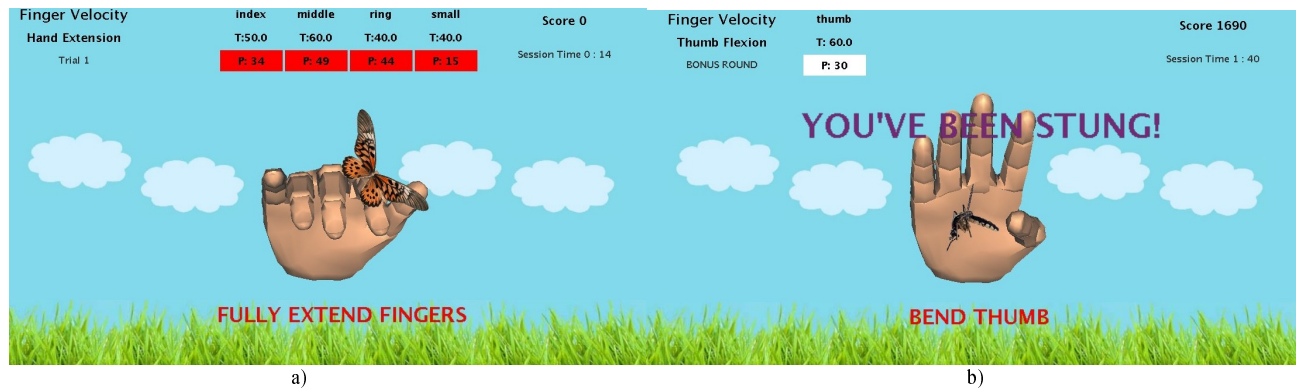 Finger Velocity
Hand Extension
Trial 1
index middle ring small
T:50.0 T:60.0 T:40.0 T:40.0
P: 34 P: 49 P: 44 P: 15
Score 0
Session Time 0 : 14
FULLY EXTEND FINGERS
a)
Finger Velocity
Thumb Flexion
BONUS ROUND
thumb
T: 60.0
P: 30
Score 1690
Session Time 1 : 40
YOU'VE BEEN STUNG!
BEND THUMB
b)